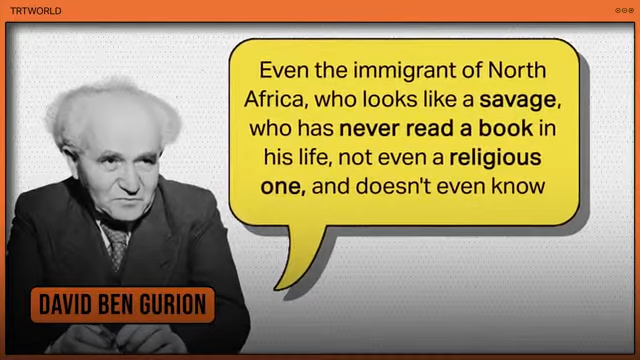 TRTWORLD
Even the immigrant of North
Africa, who looks like a savage,
who has never read a book in
his life, not even a religious
one, and doesn't even know
DAVID BEN GURION